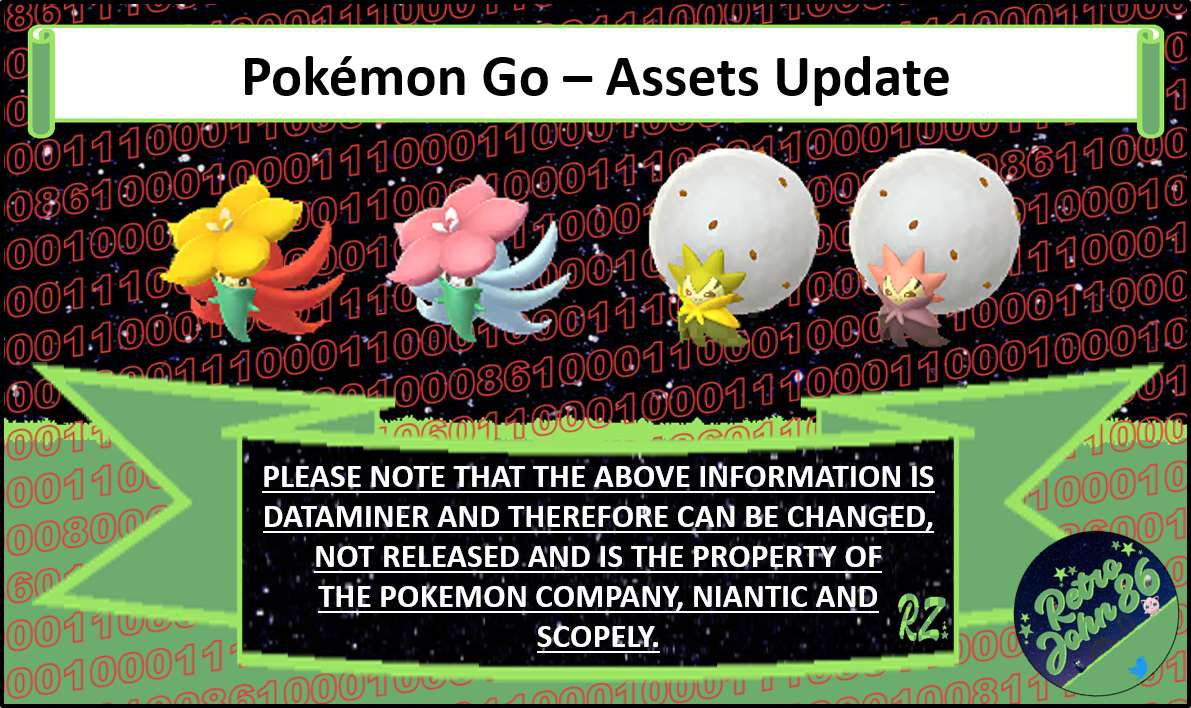 Pokémon Go – Assets Update
PLEASE NOTE THAT THE ABOVE INFORMATION IS
DATAMINER AND THEREFORE CAN BE CHANGED,
NOT RELEASED AND IS THE PROPERTY OF
THE POKEMON COMPANY, NIANTIC AND
SCOPELY.
RZ
Retro
John 86